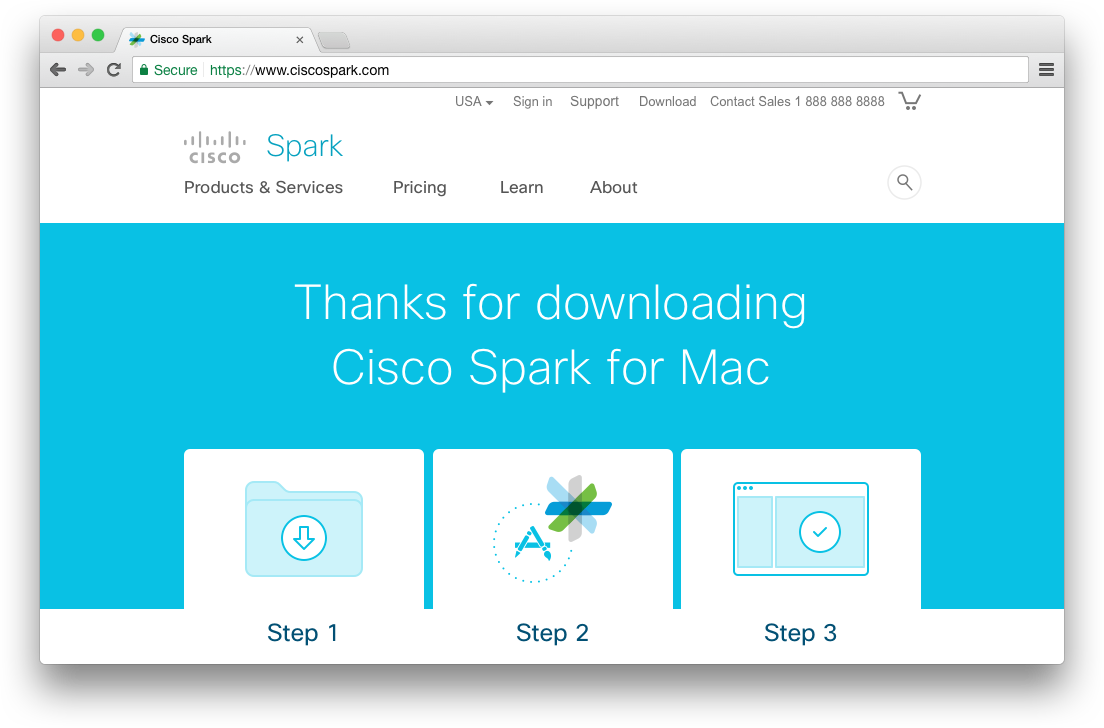 Cisco Spark
Secure https://www.ciscospark.com
USA Sign in Support Download Contact Sales 1 888 888 8888
CISCO Spark
Products & Services Pricing Learn About
Thanks for downloading
Cisco Spark for Mac
Step 1 Step 2 Step 3